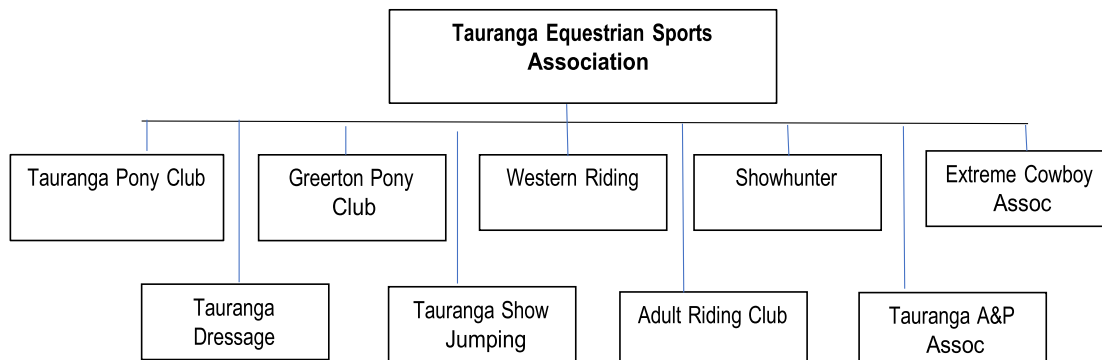 Tauranga Equestrian Sports
Association
Tauranga Pony Club
Greerton Pony
Club
Western Riding
Showhunter
Extreme Cowboy
Assoc
Tauranga
Dressage
Tauranga Show
Jumping
Adult Riding Club
Tauranga A&P
Assoc